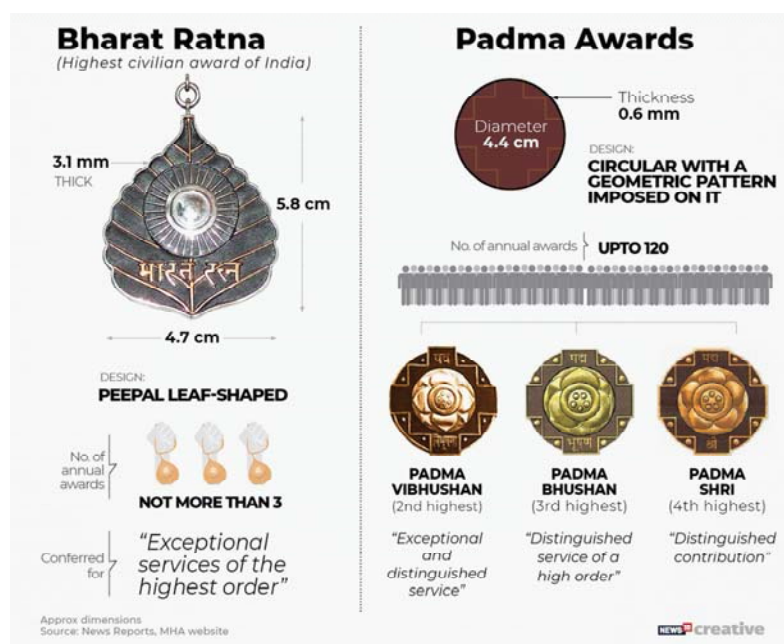 Bharat Ratna
(Highest civilian award of India)
3.1 mm
THICK
5.8 cm
भारत रत्न
4.7 cm
DESIGN:
PEEPAL LEAF-SHAPED
No. of
annual
awards
NOT MORE THAN 3
Conferred
for
“Exceptional
services of the
highest order”
Padma Awards
Diameter
4.4 cm
Thickness
0.6 mm
DESIGN:
CIRCULAR WITH A
GEOMETRIC PATTERN
IMPOSED ON IT
No. of annual awards
UPTO 120
पद्म
पद्म
भूषण
पद्म
श्री
PADMA
VIBHUSHAN
(2nd highest)
“Exceptional
and
distinguished
service”
PADMA
BHUSHAN
(3rd highest)
“Distinguished
service of a
high order”
PADMA
SHRI
(4th highest)
“Distinguished
contribution”
Approx dimensions
Source: News Reports, MHA website
NEWS18 creative